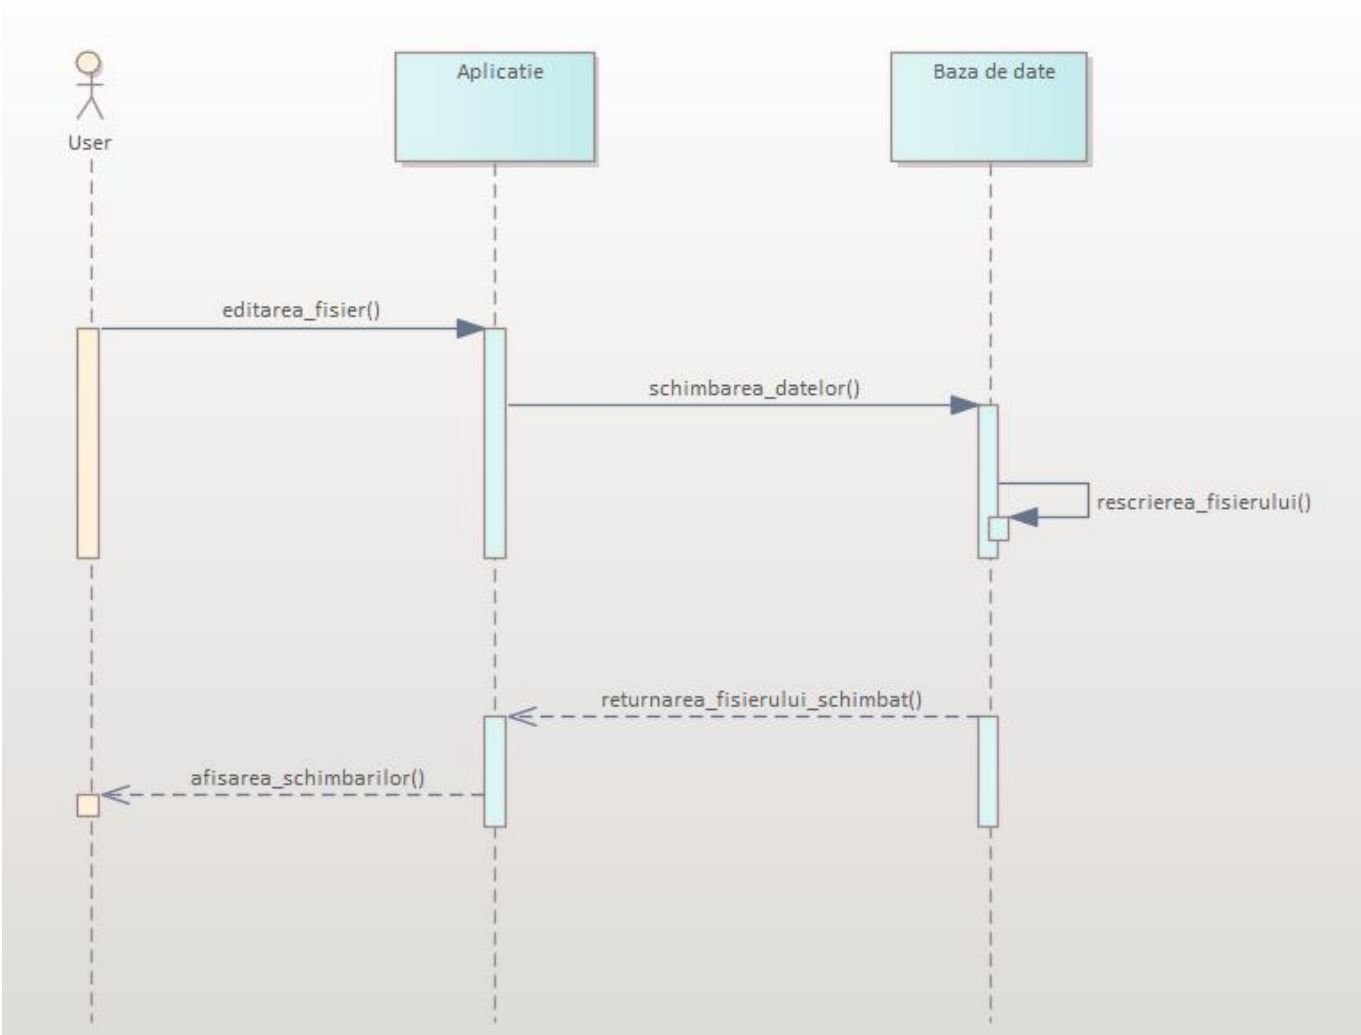 Aplicatie
Baza de date
User
editarea_fisier()
schimbarea_datelor()
rescrierea_fisierului()
returnarea_fisierului_schimbat()
afisarea_schimbarilor()